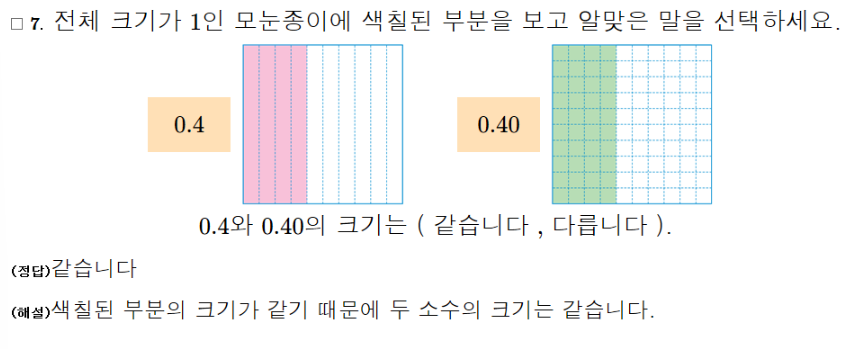 □ 7. 전체 크기가 1인 모눈종이에 색칠된 부분을 보고 알맞은 말을 선택하세요.
0.4
0.40
0.4와 0.40의 크기는 ( 같습니다 , 다릅니다 ).
(정답)같습니다
(해설)색칠된 부분의 크기가 같기 때문에 두 소수의 크기는 같습니다.